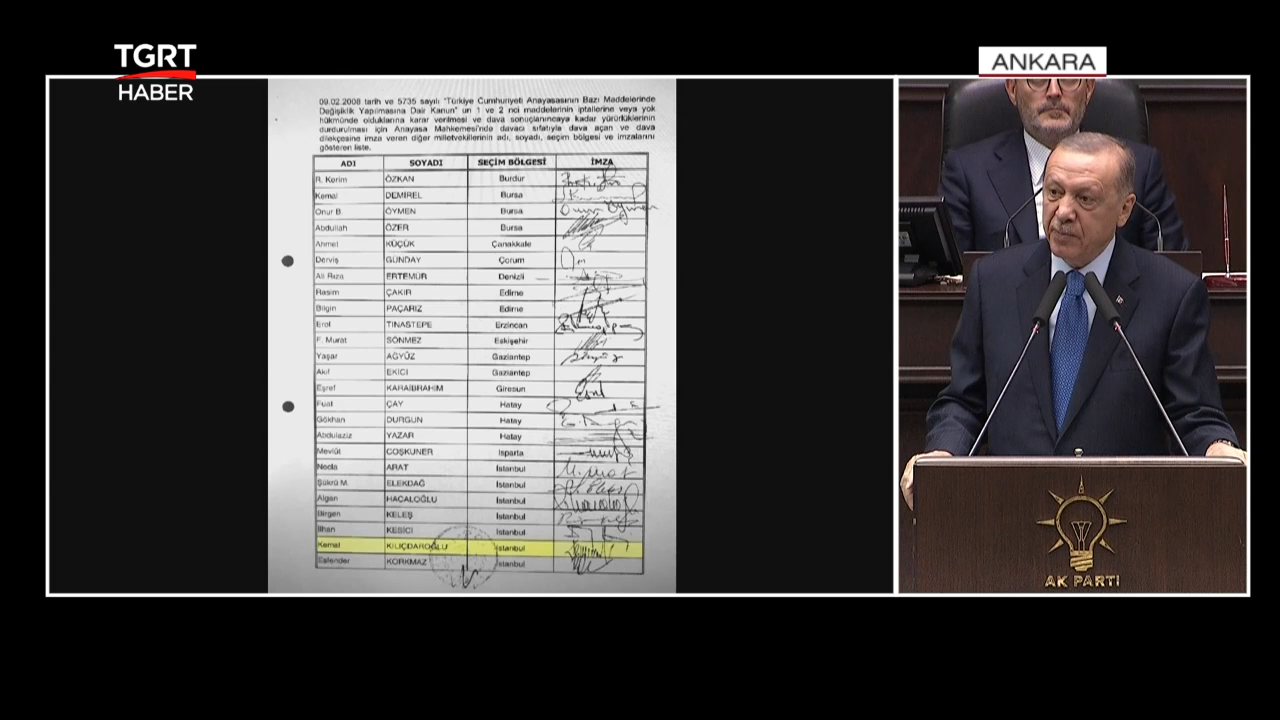 TGRT
HABER
ANKARA
09.02.2008 tarih ve 5735 sayılı "Türkiye Cumhuriyeti Anayasasının Bazı Maddelerinde
Değişiklik Yapılmasına Dair Kanun" un 1 ve 2 nci maddelerinin iptallerine veya yok
hükmünde olduklarına karar verilmesi ve dava sonuçlanıncaya kadar yürürlüklerinin
durdurulması için Anayasa Mahkemesi'nde davacı sıfatıyla dava açan ve dava
dilekçesine imza veren diğer milletvekillerinin adı, soyadı, seçim bölgesi ve imzalarını
gösteren liste.
ADI SOYADI SEÇİM BÖLGESİ İMZA
R. Kerim ÖZKAN Burdur
Kemal DEMİREL Bursa
Onur B. ÖYMEN Bursa
Abdullah ÖZER Bursa
Ahmet KÜÇÜK Çanakkale
Derviş GÜNDAY Çorum
Ali Rıza ERTEMÜR Denizli
Rasim ÇAKIR Edirne
Bilgin PAÇARIZ Edirne
Erol TINASTEPE Erzincan
F. Murat SÖNMEZ Eskişehir
Yaşar AĞYÜZ Gaziantep
Akif EKİCİ Gaziantep
Eşref KARAİBRAHİM Giresun
Fuat ÇAY Hatay
Gökhan DURGUN Hatay
Abdulaziz YAZAR Hatay
Mevlüt COŞKUNER Isparta
Necla ARAT İstanbul
Şükrü M. ELEKDAĞ İstanbul
Algan HACALOĞLU İstanbul
Birgen KELEŞ İstanbul
İlhan KESİCİ İstanbul
Kemal KILIÇDAROĞLU İstanbul
Esfender KORKMAZ İstanbul
AK PARTİ